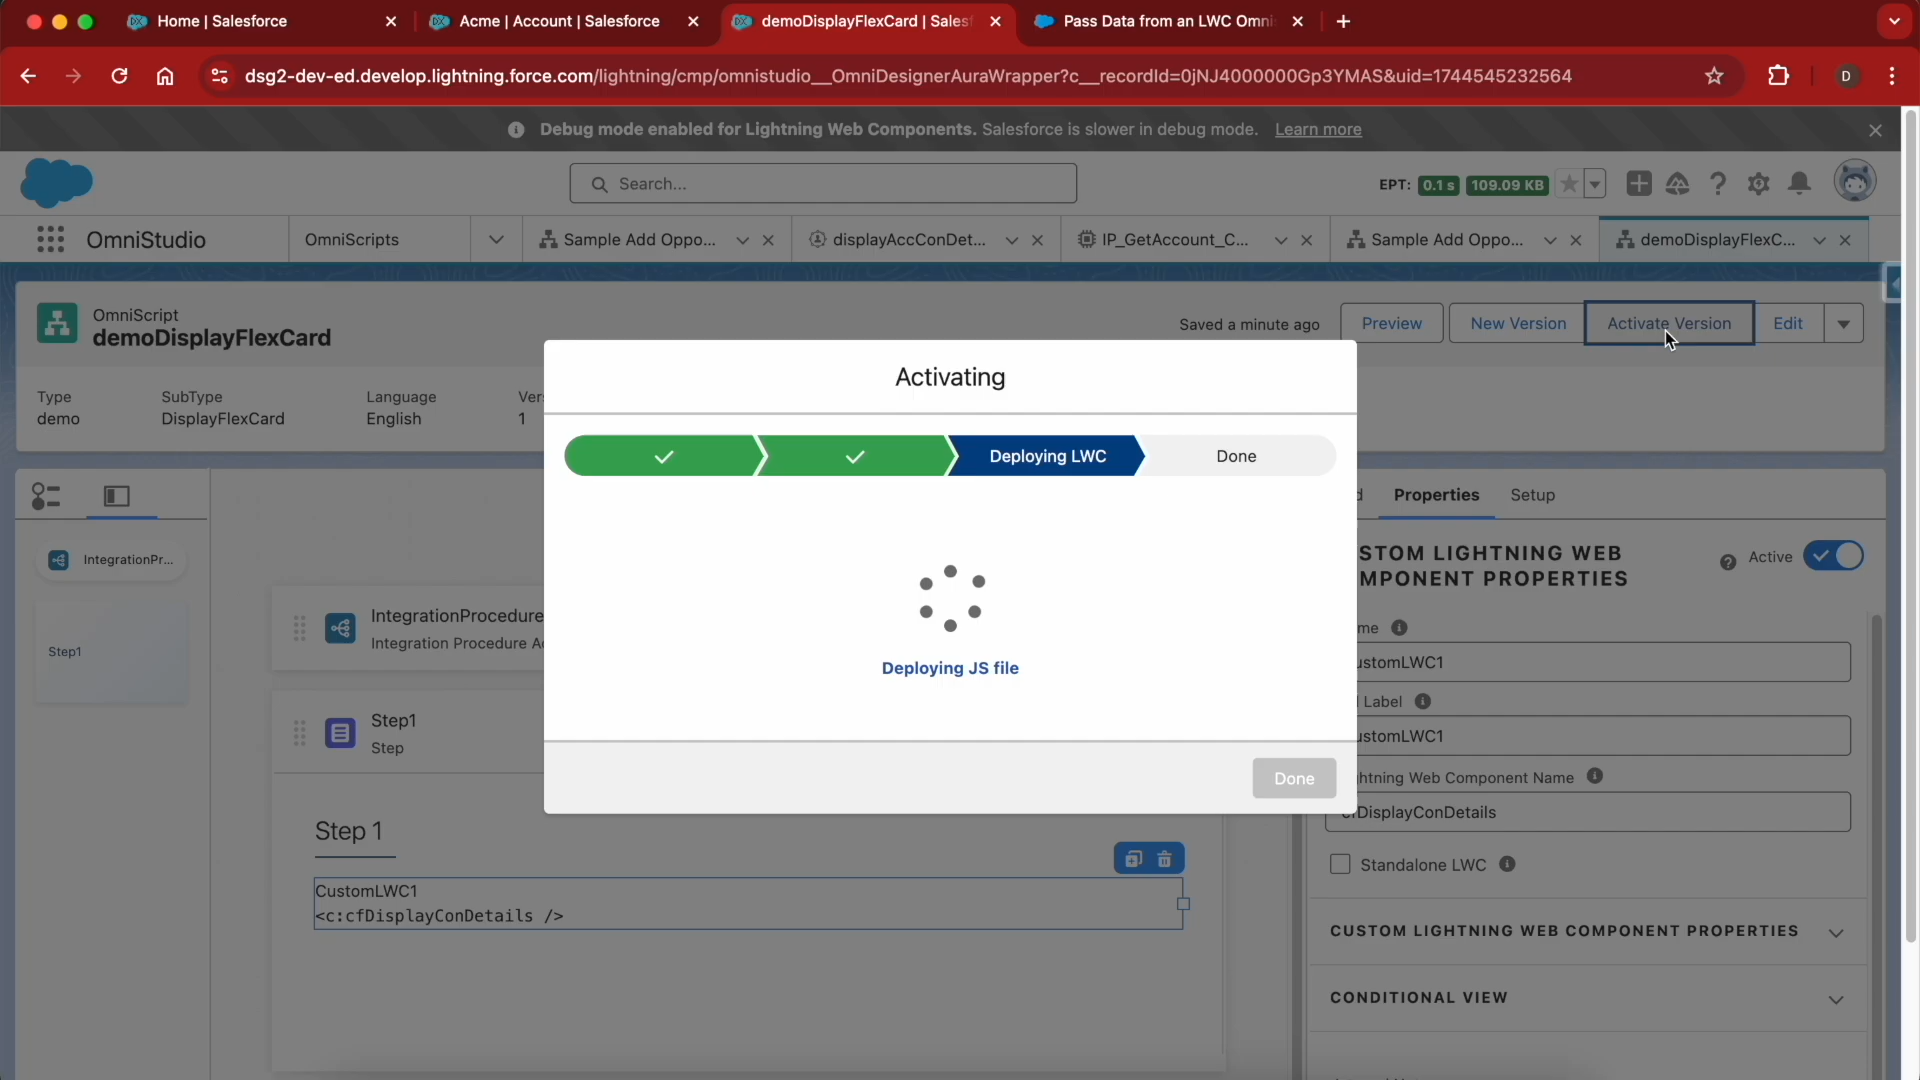 Home | Salesforce
Acme | Account | Salesforce
demoDisplayFlexCard | Sales
Pass Data from an LWC Omni
dsg2-dev-ed.develop.lightning.force.com/lightning/cmp/omnistudio__OmniDesignerAuraWrapper?c__recordId=0jNJ4000000Gp3YMAS&uid=1744545232564
D
Debug mode enabled for Lightning Web Components. Salesforce is slower in debug mode. Learn more
Search...
EPT: 0.1 s 109.09 KB
OmniStudio
OmniScripts
Sample Add Oppo...
displayAccConDet...
IP_GetAccount_C...
Sample Add Oppo...
demoDisplayFlexC...
OmniScript
demoDisplayFlexCard
Saved a minute ago
Preview
New Version
Activate Version
Edit
Type
demo
SubType
DisplayFlexCard
Language
English
Ver
1
Activating
Deploying LWC
Done
Deploying JS file
Done
IntegrationPr...
Step1
IntegrationProcedure
Integration Procedure A
Step1
Step
Step 1
CustomLWC1
<c:cfDisplayConDetails />
d
Properties
Setup
STOM LIGHTNING WEB
MPONENT PROPERTIES
Active
me
ustomLWC1
l Label
ustomLWC1
htning Web Component Name
cfDisplayConDetails
Standalone LWC
CUSTOM LIGHTNING WEB COMPONENT PROPERTIES
CONDITIONAL VIEW